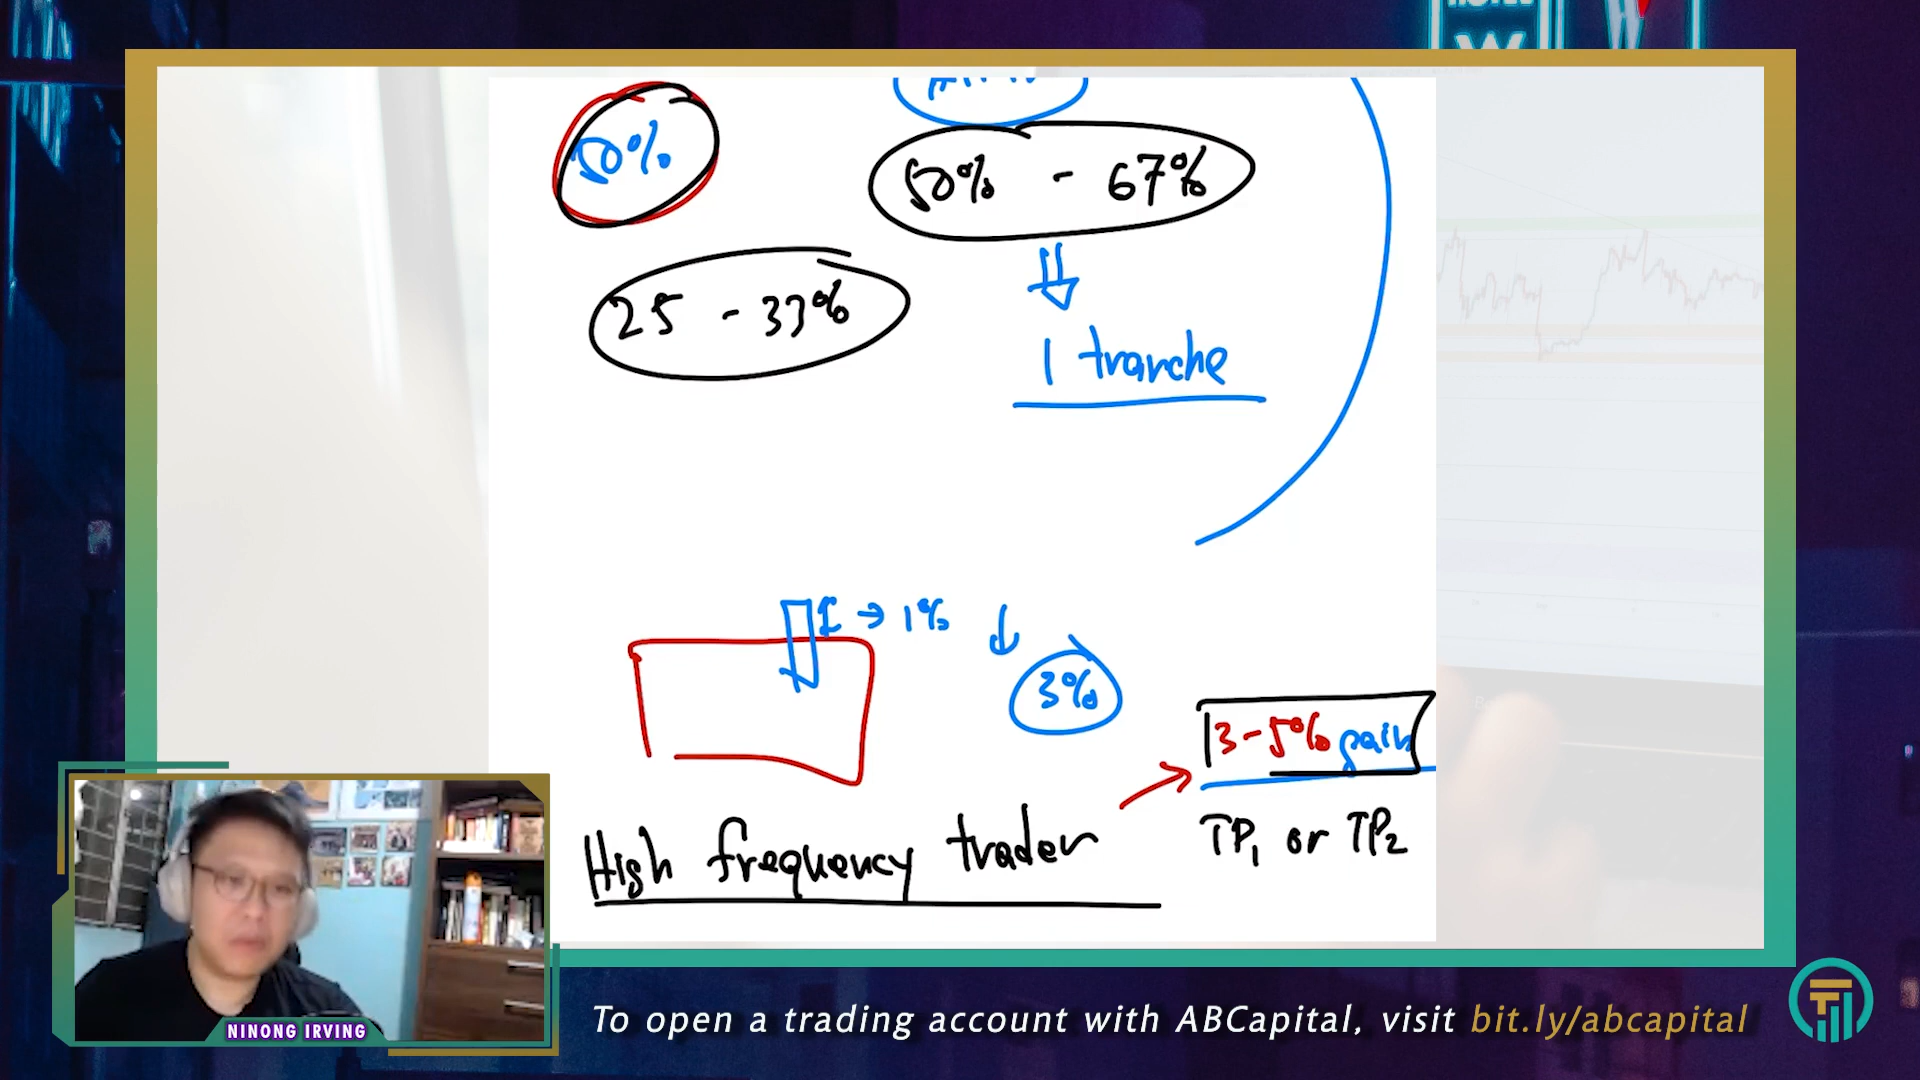 HOTEL
W
50%
50% - 67%
25 - 33%
1 tranche
I → 1% ↓
3%
3-5% gain
High frequency trader → TP1 or TP2
NINONG IRVING
To open a trading account with ABCapital, visit bit.ly/abcapital